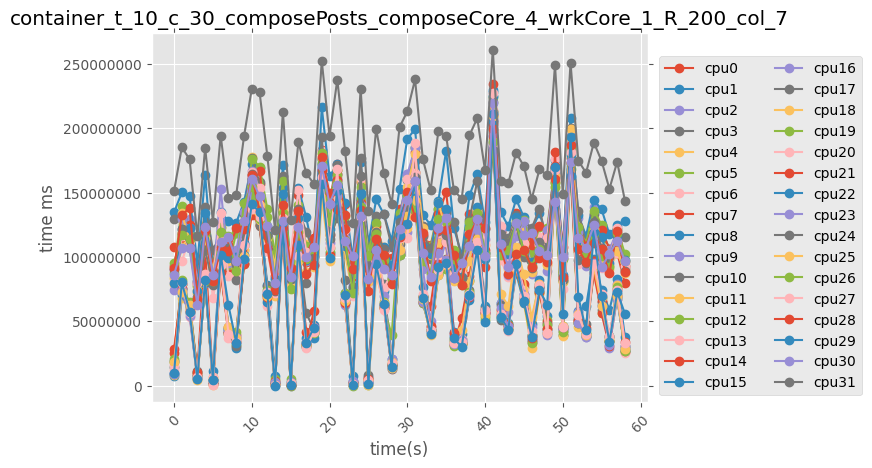 container_t_10_c_30_composePosts_composeCore_4_wrkCore_1_R_200_col_7
250000000
200000000
150000000
100000000
50000000
0
time ms
0
10
20
30
40
50
60
time(s)
cpu0
cpu1
cpu2
cpu3
cpu4
cpu5
cpu6
cpu7
cpu8
cpu9
cpu10
cpu11
cpu12
cpu13
cpu14
cpu15
cpu16
cpu17
cpu18
cpu19
cpu20
cpu21
cpu22
cpu23
cpu24
cpu25
cpu26
cpu27
cpu28
cpu29
cpu30
cpu31